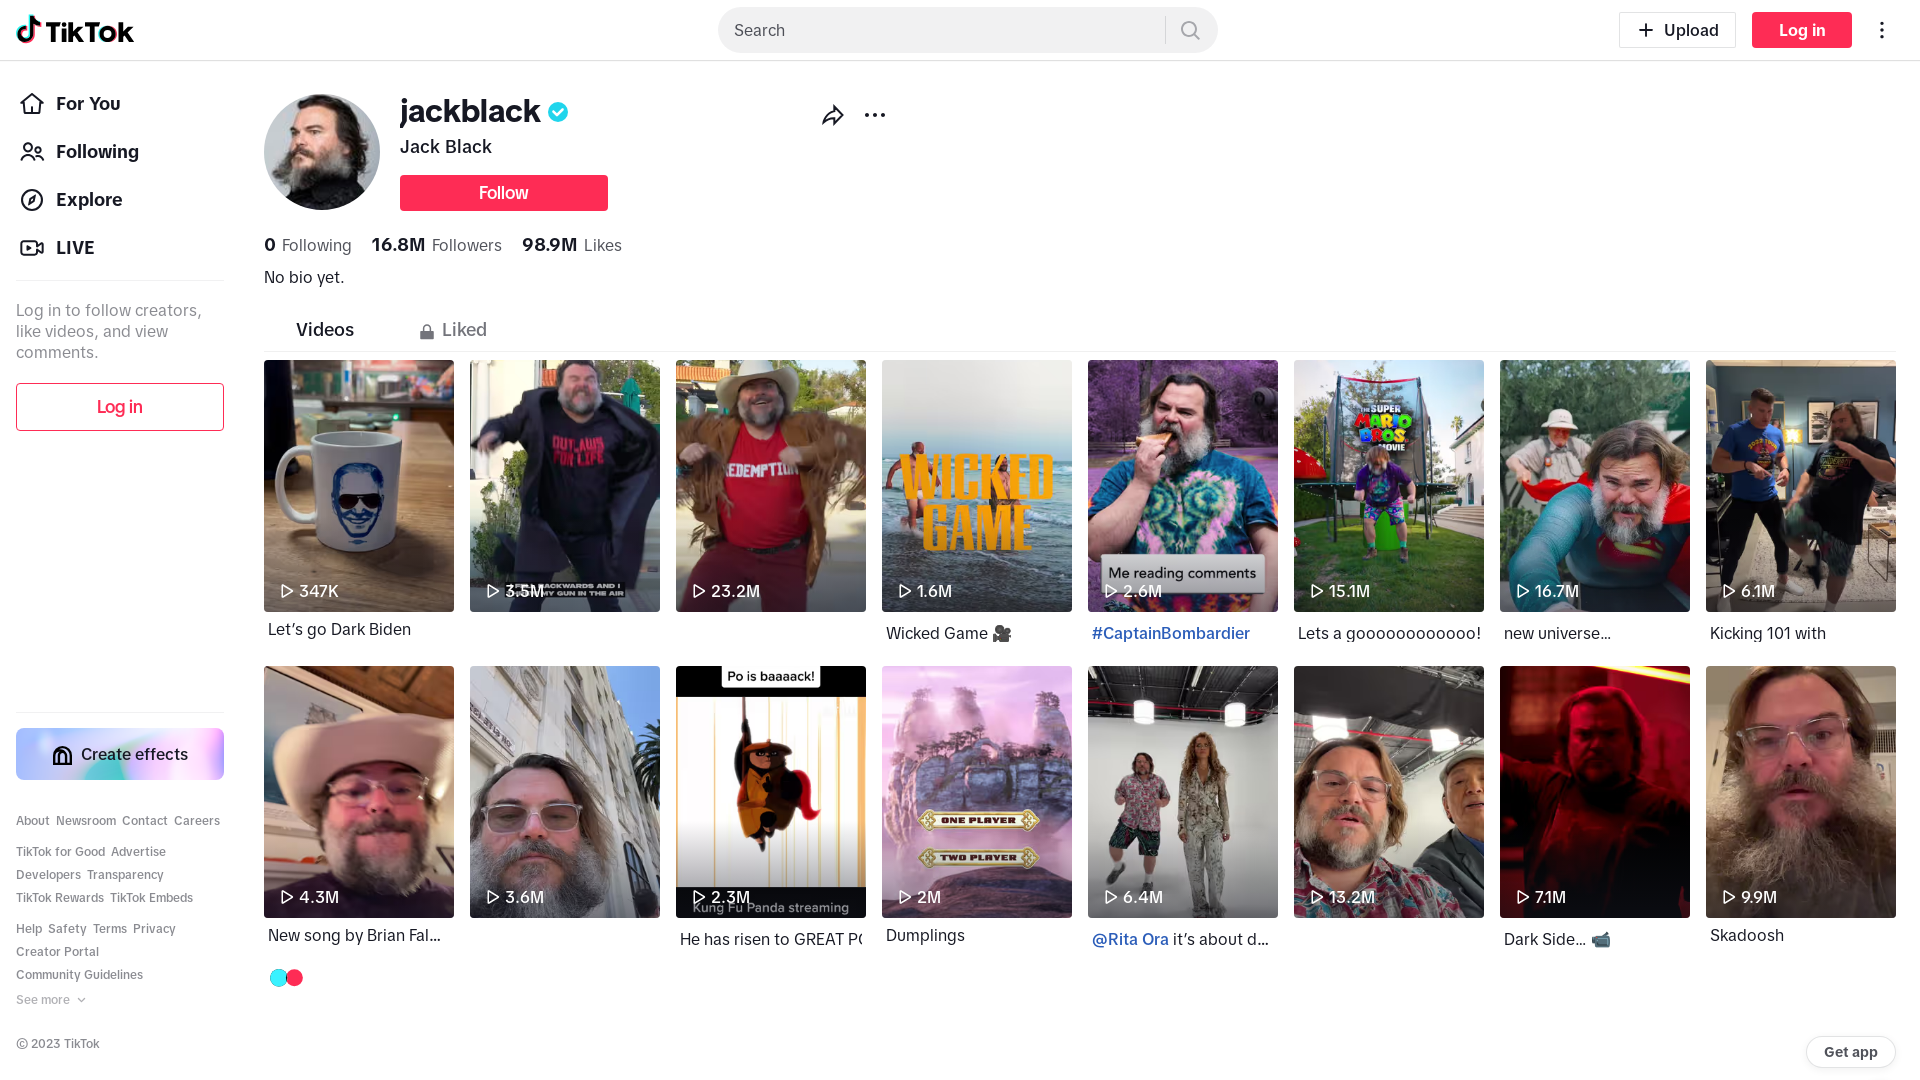 TikTok
Search
Upload
Log in
For You
Following
Explore
LIVE
Log in to follow creators,
like videos, and view
comments.
Log in
Create effects
About Newsroom Contact Careers
TikTok for Good Advertise
Developers Transparency
TikTok Rewards TikTok Embeds
Help Safety Terms Privacy
Creator Portal
Community Guidelines
See more
© 2023 TikTok
jackblack
Jack Black
Follow
0 Following 16.8M Followers 98.9M Likes
No bio yet.
Videos Liked
347K
Let's go Dark Biden
OUTLAWS
FOR LIFE
BACKWARDS AND I
MY GUN IN THE AIR
3.5M
REDEMPTION
23.2M
WICKED
GAME
1.6M
Wicked Game 🎥
Me reading comments
2.6M
#CaptainBombardier
THE SUPER
MARIO
BROS.
MOVIE
15.1M
Lets a goooooooooooo!
16.7M
new universe…
6.1M
Kicking 101 with
4.3M
New song by Brian Fal...
3.6M
Po is baaaack!
2.3M
Kung Fu Panda streaming
He has risen to GREAT PO
ONE PLAYER
TWO PLAYER
2M
Dumplings
6.4M
@Rita Ora it's about d...
13.2M
7.1M
Dark Side… 📹
9.9M
Skadoosh
Get app